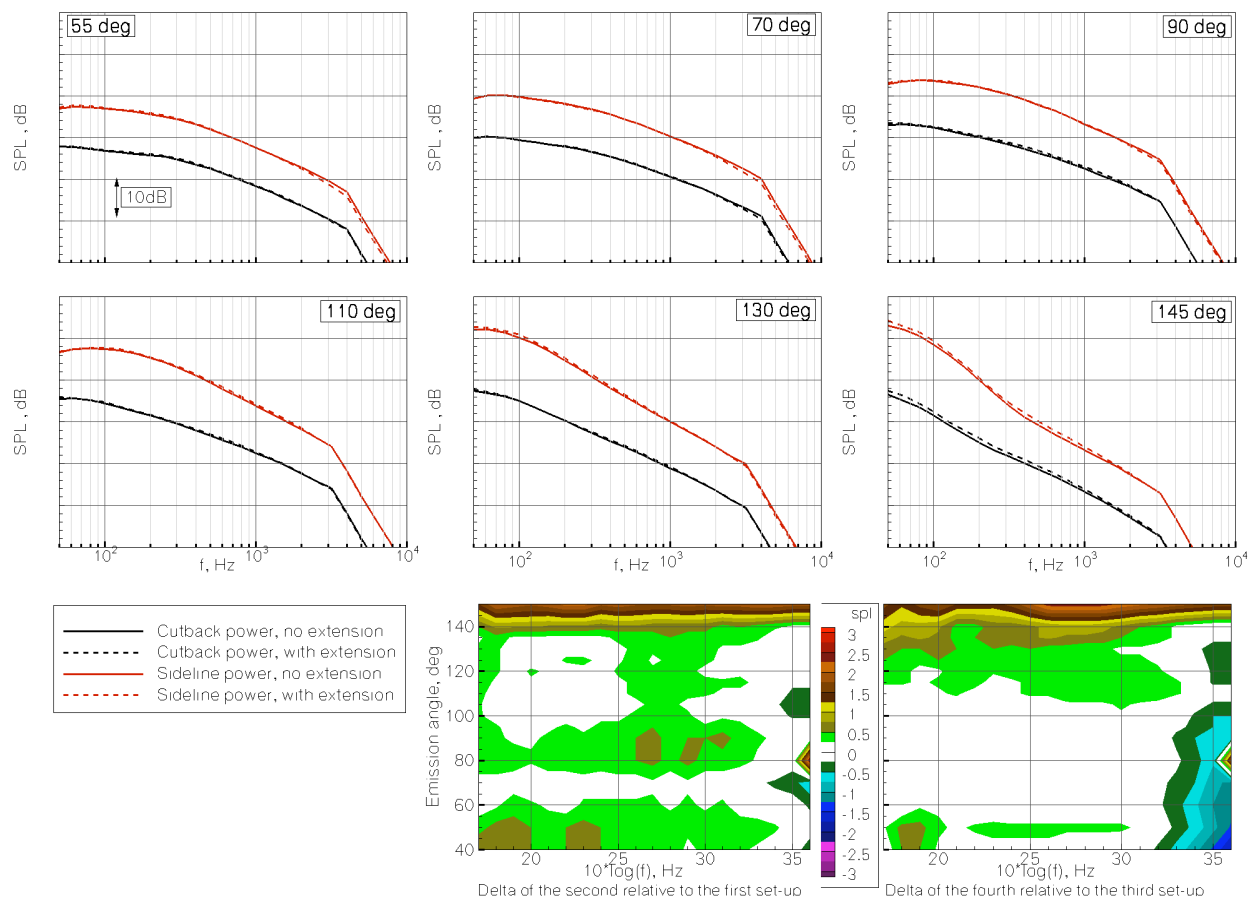 55 deg
70 deg
90 deg
SPL , dB
SPL , dB
SPL , dB
10dB
110 deg
130 deg
145 deg
SPL , dB
SPL , dB
SPL , dB
10² 10³ 10⁴
10² 10³ 10⁴
10² 10³ 10⁴
f, Hz
f, Hz
f, Hz
Cutback power, no extension
Cutback power, with extension
Sideline power, no extension
Sideline power, with extension
Emission angle, deg
140
120
100
80
60
40
20 25 30 35
10*log(f), Hz
Delta of the second relative to the first set-up
spl
3
2.5
2
1.5
1
0.5
0
-0.5
-1
-1.5
-2
-2.5
-3
20 25 30 35
10*log(f), Hz
Delta of the fourth relative to the third set-up